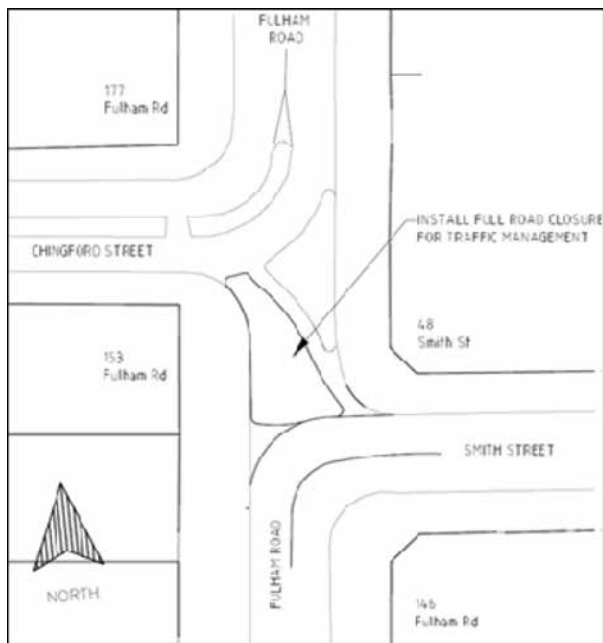 FULHAM
ROAD
177
Fulham Rd
INSTALL FULL ROAD CLOSURE
FOR TRAFFIC MANAGEMENT
CHINGFORD STREET
48
Smith St
153
Fulham Rd
SMITH STREET
FULHAM ROAD
NORTH
146
Fulham Rd